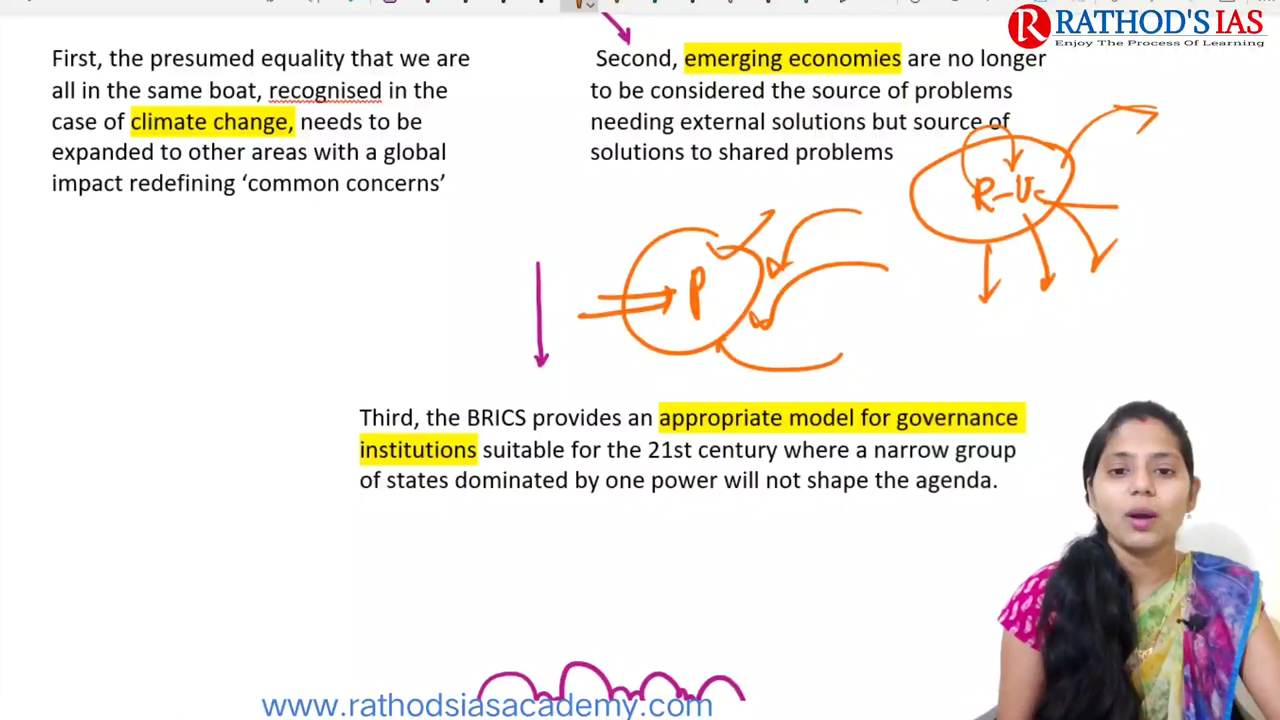 RATHOD'S IAS
Enjoy The Process Of Learning
First, the presumed equality that we are
all in the same boat, recognised in the
case of climate change, needs to be
expanded to other areas with a global
impact redefining ‘common concerns’
Second, emerging economies are no longer
to be considered the source of problems
needing external solutions but source of
solutions to shared problems
R-U
P
Third, the BRICS provides an appropriate model for governance
institutions suitable for the 21st century where a narrow group
of states dominated by one power will not shape the agenda.
www.rathodsiasacademy.com